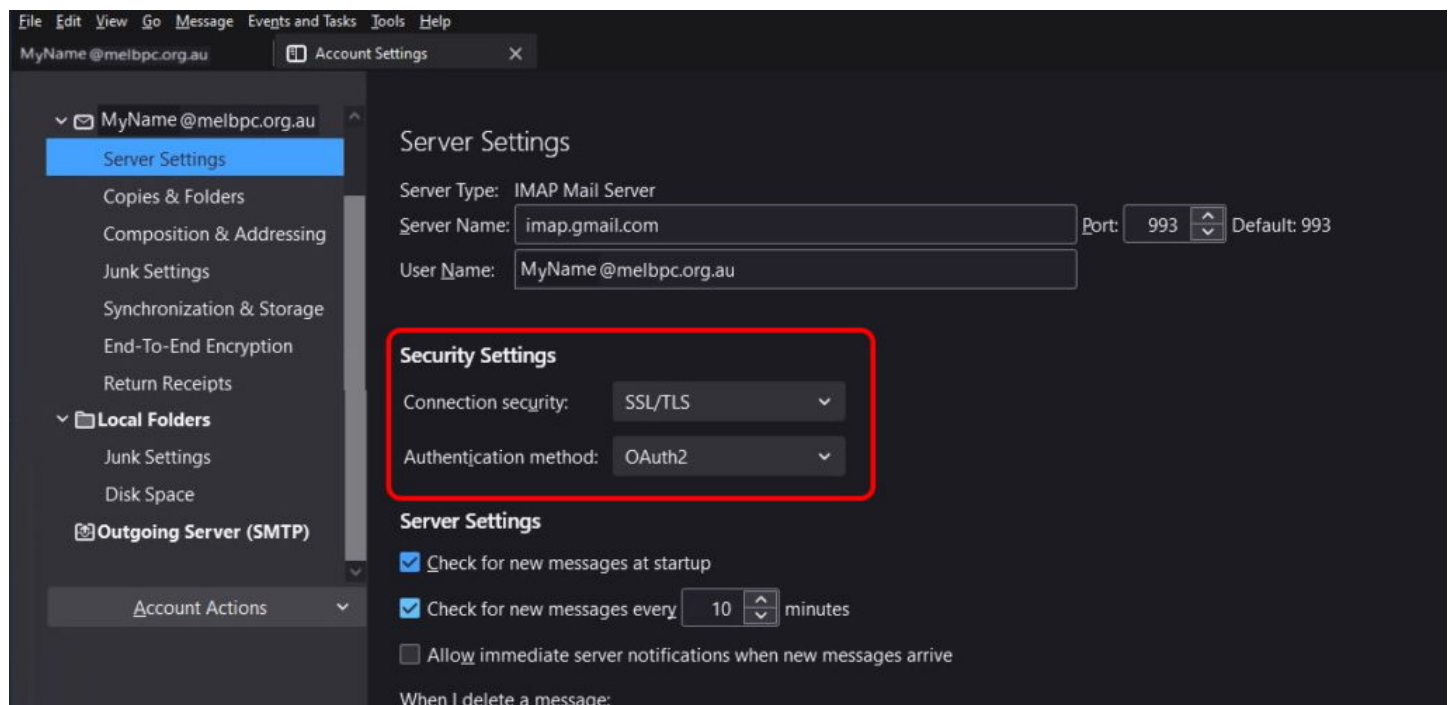 File Edit View Go Message Events and Tasks Tools Help
MyName@melbpc.org.au Account Settings
MyName@melbpc.org.au
Server Settings
Copies & Folders
Composition & Addressing
Junk Settings
Synchronization & Storage
End-To-End Encryption
Return Receipts
Local Folders
Junk Settings
Disk Space
Outgoing Server (SMTP)
Account Actions
Server Settings
Server Type: IMAP Mail Server
Server Name: imap.gmail.com Port: 993 Default: 993
User Name: MyName@melbpc.org.au
Security Settings
Connection security: SSL/TLS
Authentication method: OAuth2
Server Settings
Check for new messages at startup
Check for new messages every 10 minutes
Allow immediate server notifications when new messages arrive
When I delete a message: